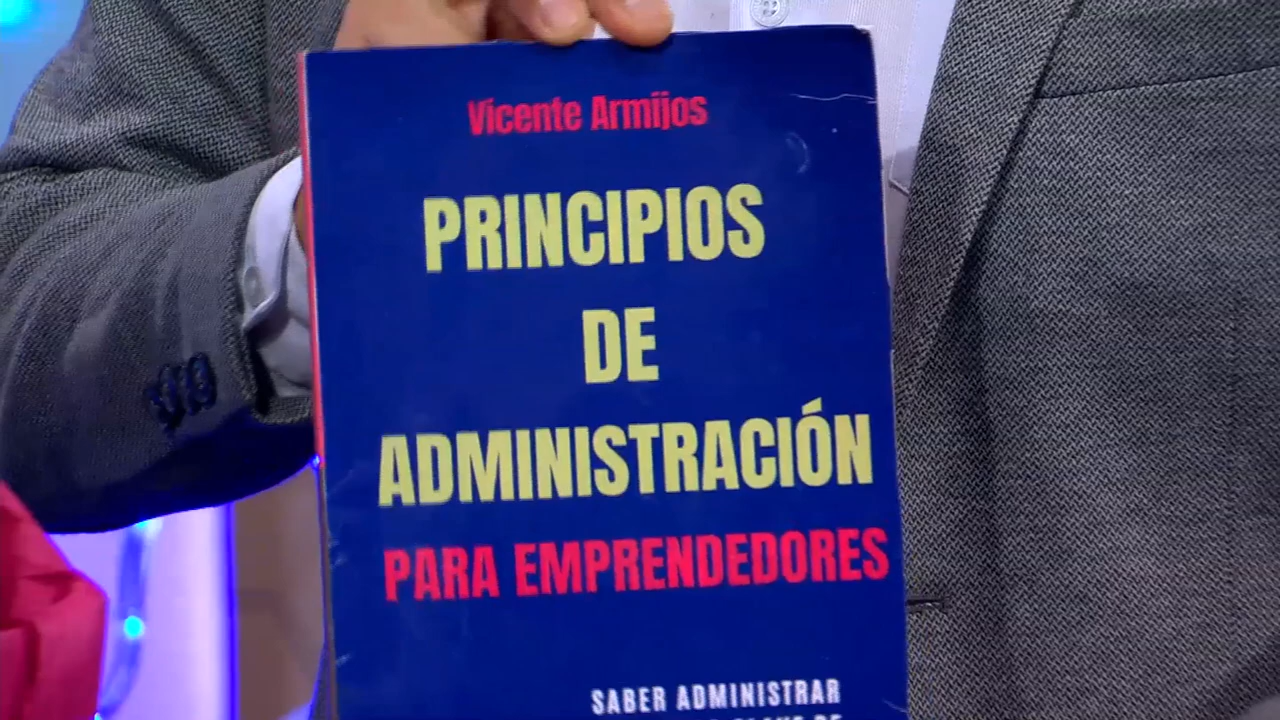 Vicente Armijos
PRINCIPIOS
DE
ADMINISTRACIÓN
PARA EMPRENDEDORES
SABER ADMINISTRAR